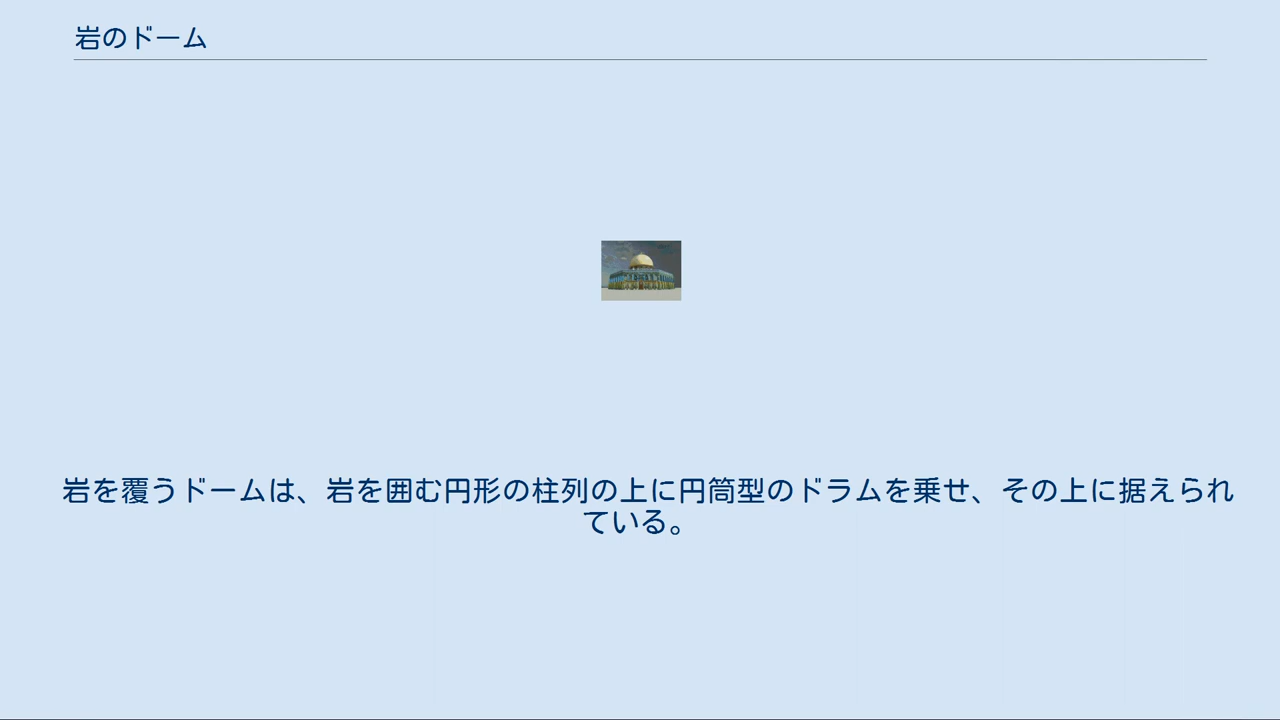 岩のドーム
岩を覆うドームは、岩を囲む円形の柱列の上に円筒型のドラムを乗せ、その上に据えられ
ている。